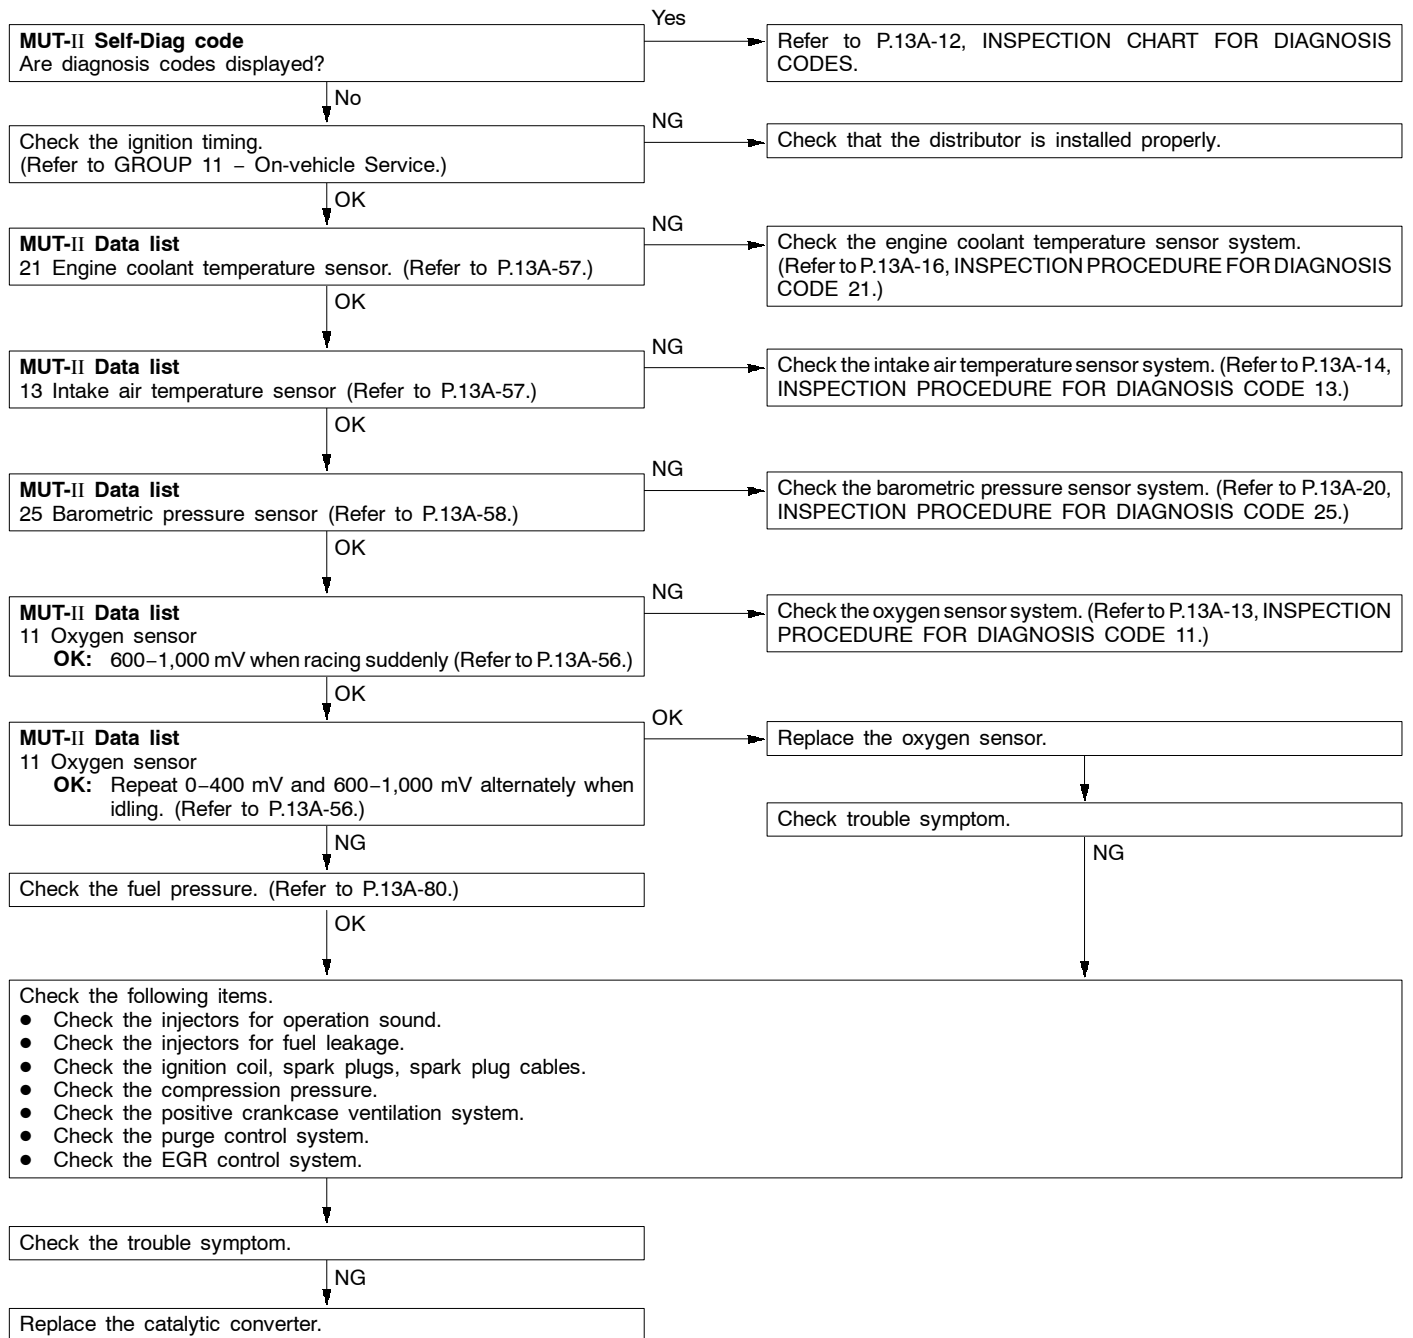 Yes
MUT-II Self-Diag code
Are diagnosis codes displayed?
Refer to P.13A-12, INSPECTION CHART FOR DIAGNOSIS
CODES.
No
Check the ignition timing.
(Refer to GROUP 11 – On-vehicle Service.)
NG
Check that the distributor is installed properly.
OK
MUT-II Data list
21 Engine coolant temperature sensor. (Refer to P.13A-57.)
NG
Check the engine coolant temperature sensor system.
(Refer to P.13A-16, INSPECTION PROCEDURE FOR DIAGNOSIS
CODE 21.)
OK
MUT-II Data list
13 Intake air temperature sensor (Refer to P.13A-57.)
NG
Check the intake air temperature sensor system. (Refer to P.13A-14,
INSPECTION PROCEDURE FOR DIAGNOSIS CODE 13.)
OK
MUT-II Data list
25 Barometric pressure sensor (Refer to P.13A-58.)
NG
Check the barometric pressure sensor system. (Refer to P.13A-20,
INSPECTION PROCEDURE FOR DIAGNOSIS CODE 25.)
OK
MUT-II Data list
11 Oxygen sensor
OK: 600–1,000 mV when racing suddenly (Refer to P.13A-56.)
NG
Check the oxygen sensor system. (Refer to P.13A-13, INSPECTION
PROCEDURE FOR DIAGNOSIS CODE 11.)
OK
MUT-II Data list
11 Oxygen sensor
OK: Repeat 0–400 mV and 600–1,000 mV alternately when
idling. (Refer to P.13A-56.)
OK
Replace the oxygen sensor.
Check trouble symptom.
NG
NG
Check the fuel pressure. (Refer to P.13A-80.)
OK
Check the following items.
● Check the injectors for operation sound.
● Check the injectors for fuel leakage.
● Check the ignition coil, spark plugs, spark plug cables.
● Check the compression pressure.
● Check the positive crankcase ventilation system.
● Check the purge control system.
● Check the EGR control system.
Check the trouble symptom.
NG
Replace the catalytic converter.